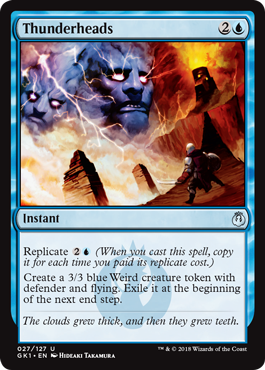 Thunderheads
2
Instant
Replicate 2 (When you cast this spell, copy
it for each time you paid its replicate cost.)
Create a 3/3 blue Weird creature token with
defender and flying. Exile it at the beginning
of the next end step.
The clouds grew thick, and then they grew teeth.
027/127 U
GK1 • EN HIDEAKI TAKAMURA
™ & © 2018 Wizards of the Coast